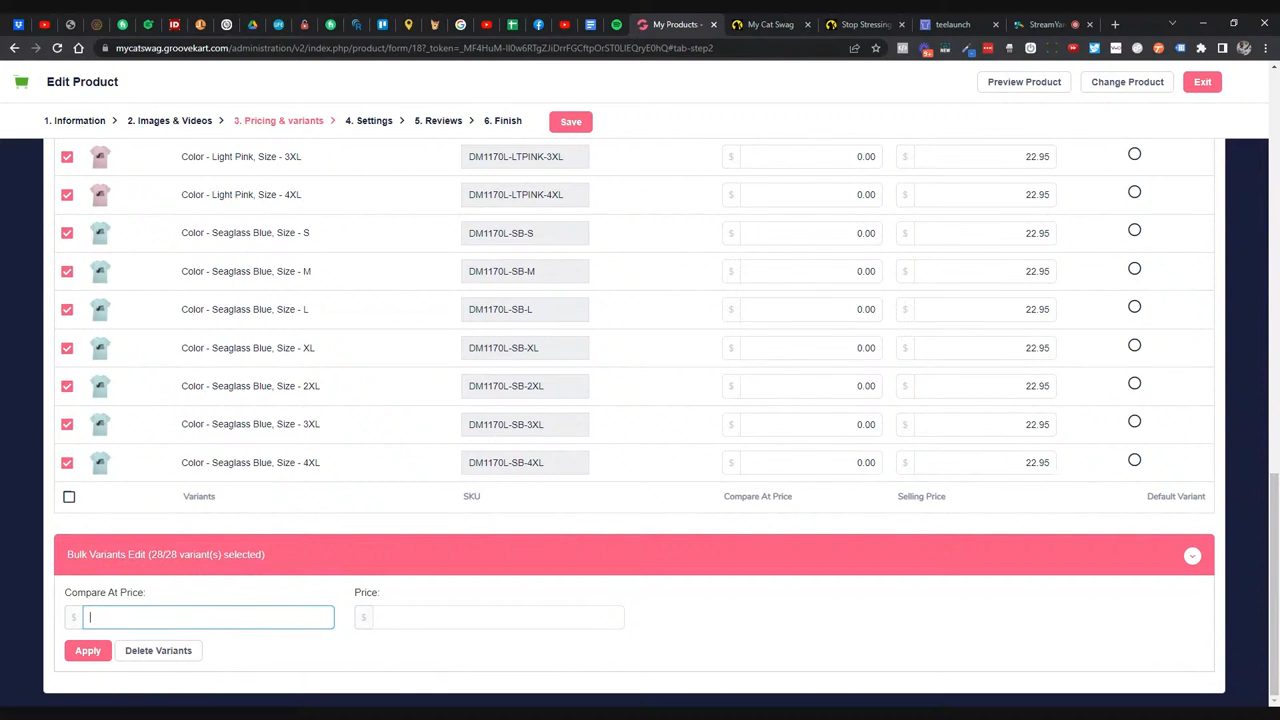 My Products -
My Cat Swag
Stop Stressing
teelaunch
StreamYar
mycatswag.groovekart.com/administration/v2/index.php/product/form/18?_token=_MF4HuM-II0w6RTgZJiDrrFGCftpOrST0LIEQryE0hQ#tab-step2
Edit Product
Preview Product
Change Product
Exit
1. Information
2. Images & Videos
3. Pricing & variants
4. Settings
5. Reviews
6. Finish
Save
Color - Light Pink, Size - 3XL DM1170L-LTPINK-3XL $ 0.00 $ 22.95
Color - Light Pink, Size - 4XL DM1170L-LTPINK-4XL $ 0.00 $ 22.95
Color - Seaglass Blue, Size - S DM1170L-SB-S $ 0.00 $ 22.95
Color - Seaglass Blue, Size - M DM1170L-SB-M $ 0.00 $ 22.95
Color - Seaglass Blue, Size - L DM1170L-SB-L $ 0.00 $ 22.95
Color - Seaglass Blue, Size - XL DM1170L-SB-XL $ 0.00 $ 22.95
Color - Seaglass Blue, Size - 2XL DM1170L-SB-2XL $ 0.00 $ 22.95
Color - Seaglass Blue, Size - 3XL DM1170L-SB-3XL $ 0.00 $ 22.95
Color - Seaglass Blue, Size - 4XL DM1170L-SB-4XL $ 0.00 $ 22.95
Variants SKU Compare At Price Selling Price Default Variant
Bulk Variants Edit (28/28 variant(s) selected)
Compare At Price: Price:
$ $
Apply Delete Variants